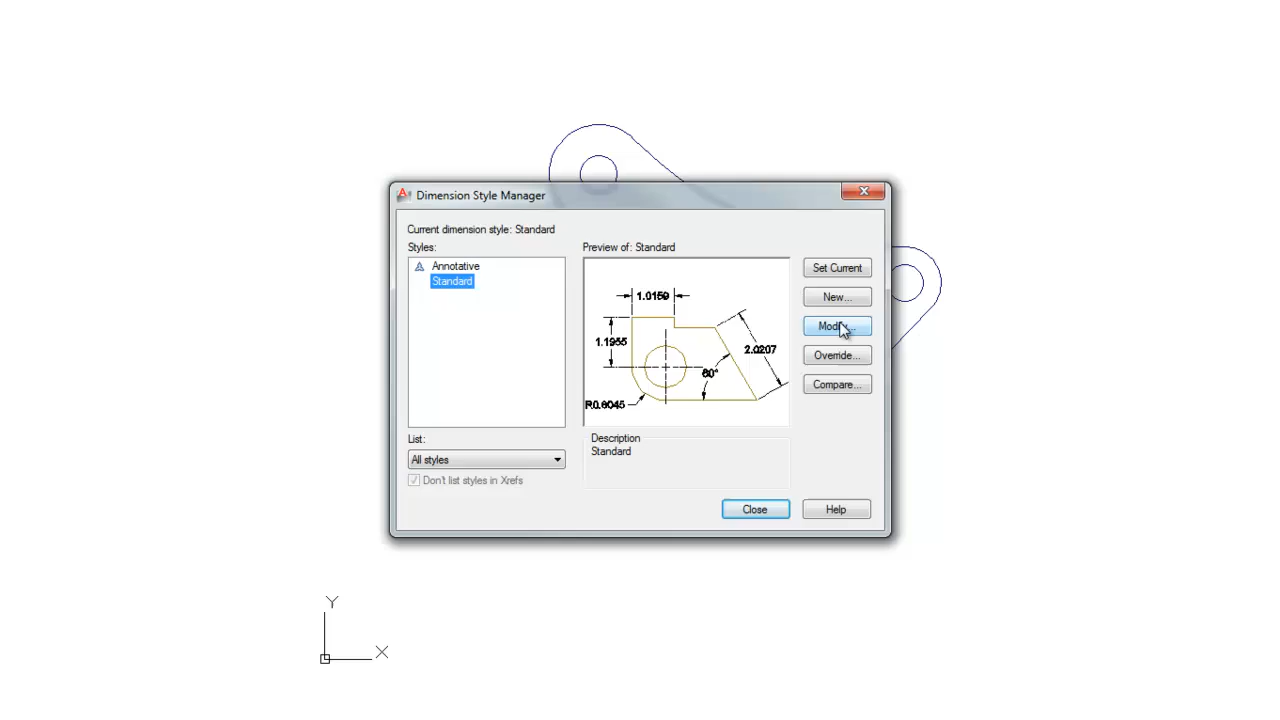 Dimension Style Manager
Current dimension style: Standard
Styles:
Annotative
Standard
List:
All styles
Don't list styles in Xrefs
Preview of: Standard
1.0159
1.1955
2.0207
60°
R0.8045
Description
Standard
Set Current
New...
Override...
Compare...
Close
Help
Y
X